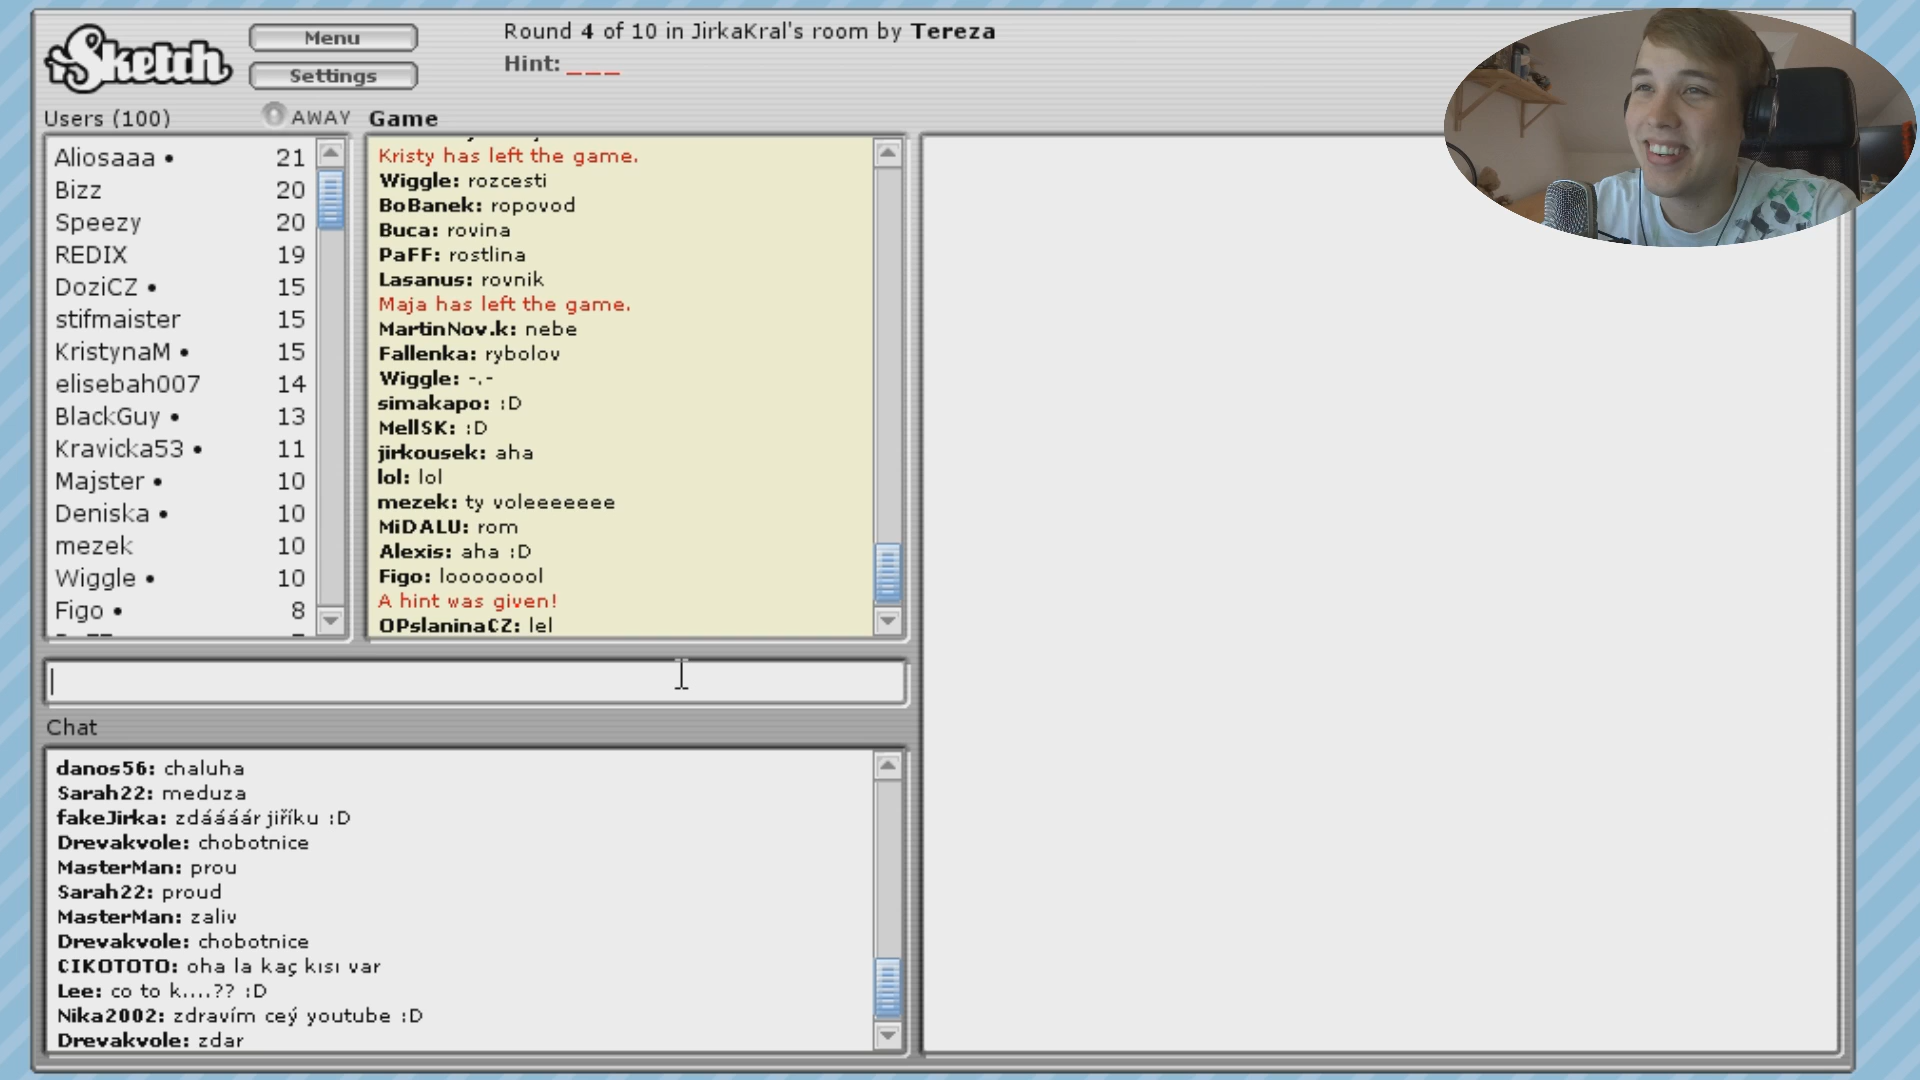 iSketch
Menu
Settings
Round 4 of 10 in JirkaKral's room by Tereza
Hint: _ _ _
Users (100)
AWAY
Game
Aliosaaa • 21
Bizz 20
Speezy 20
REDIX 19
DoziCZ • 15
stifmaister 15
KristynaM • 15
elisebah007 14
BlackGuy • 13
Kravicka53 • 11
Majster • 10
Deniska • 10
mezek 10
Wiggle • 10
Figo • 8
Kristy has left the game.
Wiggle: rozcesti
BoBanek: ropovod
Buca: rovina
PaFF: rostlina
Lasanus: rovnik
Maja has left the game.
MartinNov.k: nebe
Fallenka: rybolov
Wiggle: -.-
simakapo: :D
MellSK: :D
jirkousek: aha
lol: lol
mezek: ty voleeeeeee
MiDALU: rom
Alexis: aha :D
Figo: loooooool
A hint was given!
OPslaninaCZ: lel
Chat
danos56: chaluha
Sarah22: meduza
fakeJirka: zdáááár jiříku :D
Drevakvole: chobotnice
MasterMan: prou
Sarah22: proud
MasterMan: zaliv
Drevakvole: chobotnice
CIKOTOTO: oha la kaç kısı var
Lee: co to k....?? :D
Nika2002: zdravím ceý youtube :D
Drevakvole: zdar